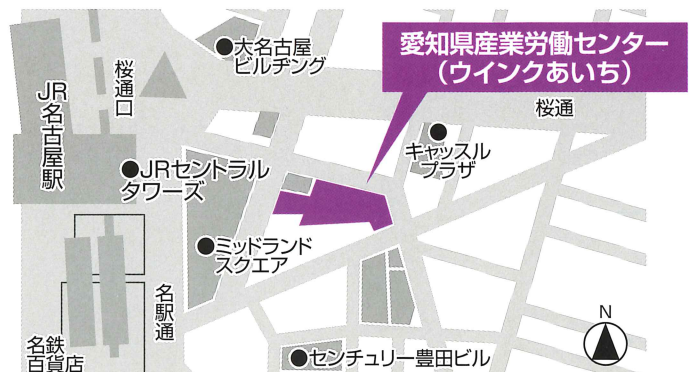 愛知県産業労働センター
（ウインクあいち）
●大名古屋
ビルヂング
桜通口
JR名古屋駅
桜通
●
キャッスル
プラザ
●JRセントラル
タワーズ
●ミッドランド
スクエア
名駅通
名鉄
百貨店
●センチュリー豊田ビル
N